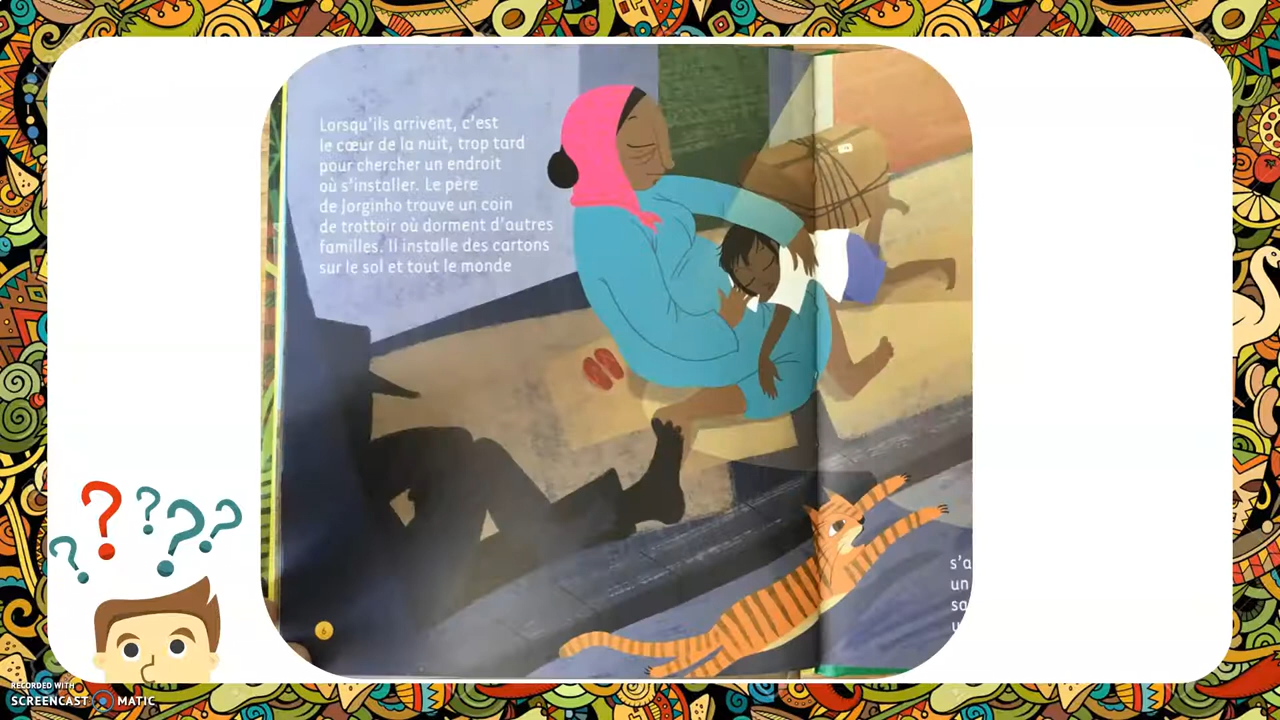 Lorsqu'ils arrivent, c'est
le cœur de la nuit, trop tard
pour chercher un endroit
où s'installer. Le père
de Jorginho trouve un coin
de trottoir où dorment d'autres
familles. Il installe des cartons
sur le sol et tout le monde
s'a
un
sa
6
? ? ? ? ?
RECORDED WITH
SCREENCAST MATIC